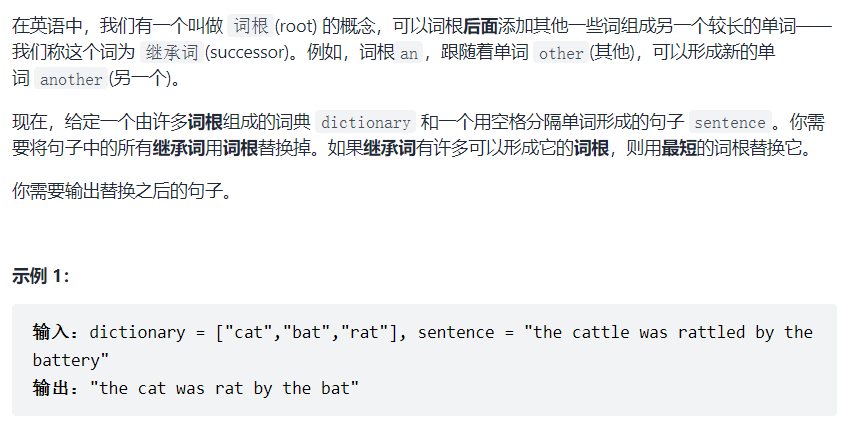 在英语中，我们有一个叫做 词根 (root) 的概念，可以词根后面添加其他一些词组成另一个较长的单词——
我们称这个词为 继承词 (successor)。例如，词根 an ，跟随着单词 other (其他)，可以形成新的单
词 another (另一个)。
现在，给定一个由许多词根组成的词典 dictionary 和一个用空格分隔单词形成的句子 sentence 。你需
要将句子中的所有继承词用词根替换掉。如果继承词有许多可以形成它的词根，则用最短的词根替换它。
你需要输出替换之后的句子。
示例 1：
输入：dictionary = ["cat","bat","rat"], sentence = "the cattle was rattled by the
battery"
输出："the cat was rat by the bat"